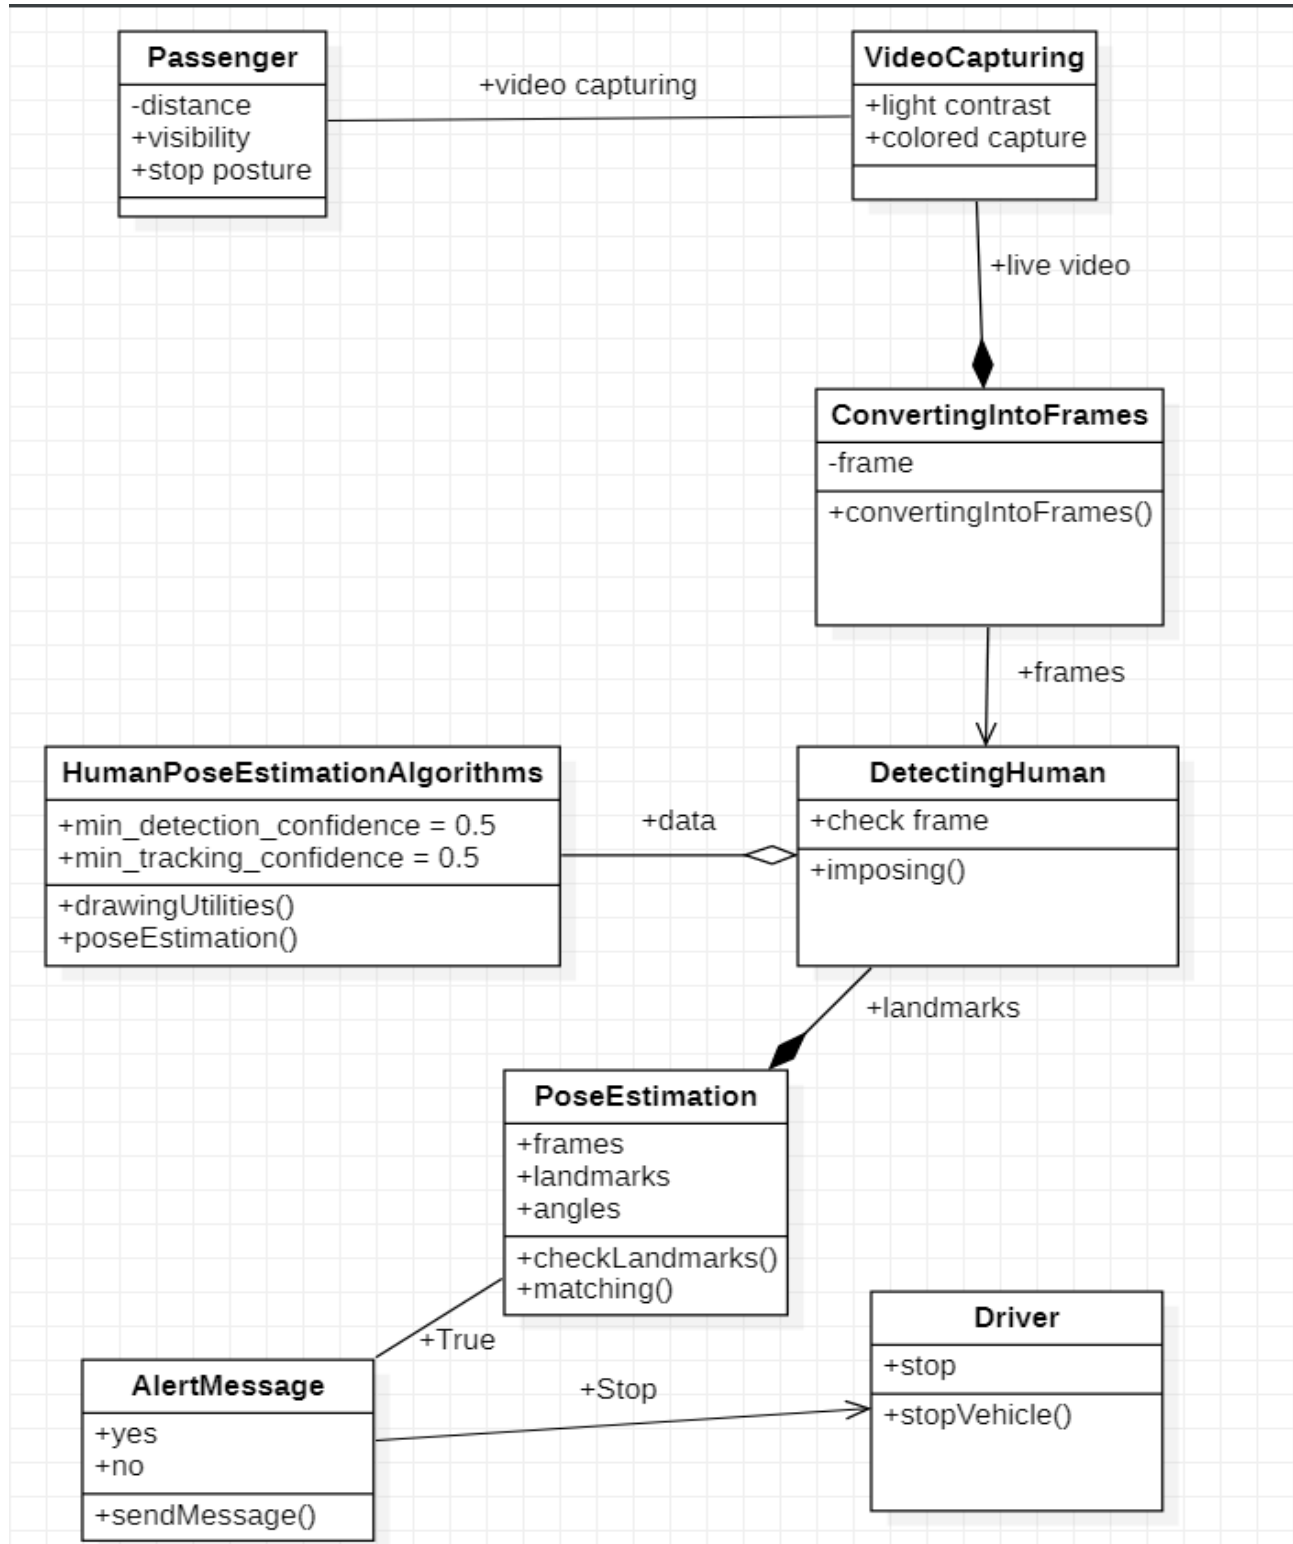 Passenger
-distance
+visibility
+stop posture
+video capturing
VideoCapturing
+light contrast
+colored capture
+live video
ConvertingIntoFrames
-frame
+convertingIntoFrames()
+frames
HumanPoseEstimationAlgorithms
+min_detection_confidence = 0.5
+min_tracking_confidence = 0.5
+drawingUtilities()
+poseEstimation()
+data
DetectingHuman
+check frame
+imposing()
+landmarks
PoseEstimation
+frames
+landmarks
+angles
+checkLandmarks()
+matching()
+True
AlertMessage
+yes
+no
+sendMessage()
+Stop
Driver
+stop
+stopVehicle()